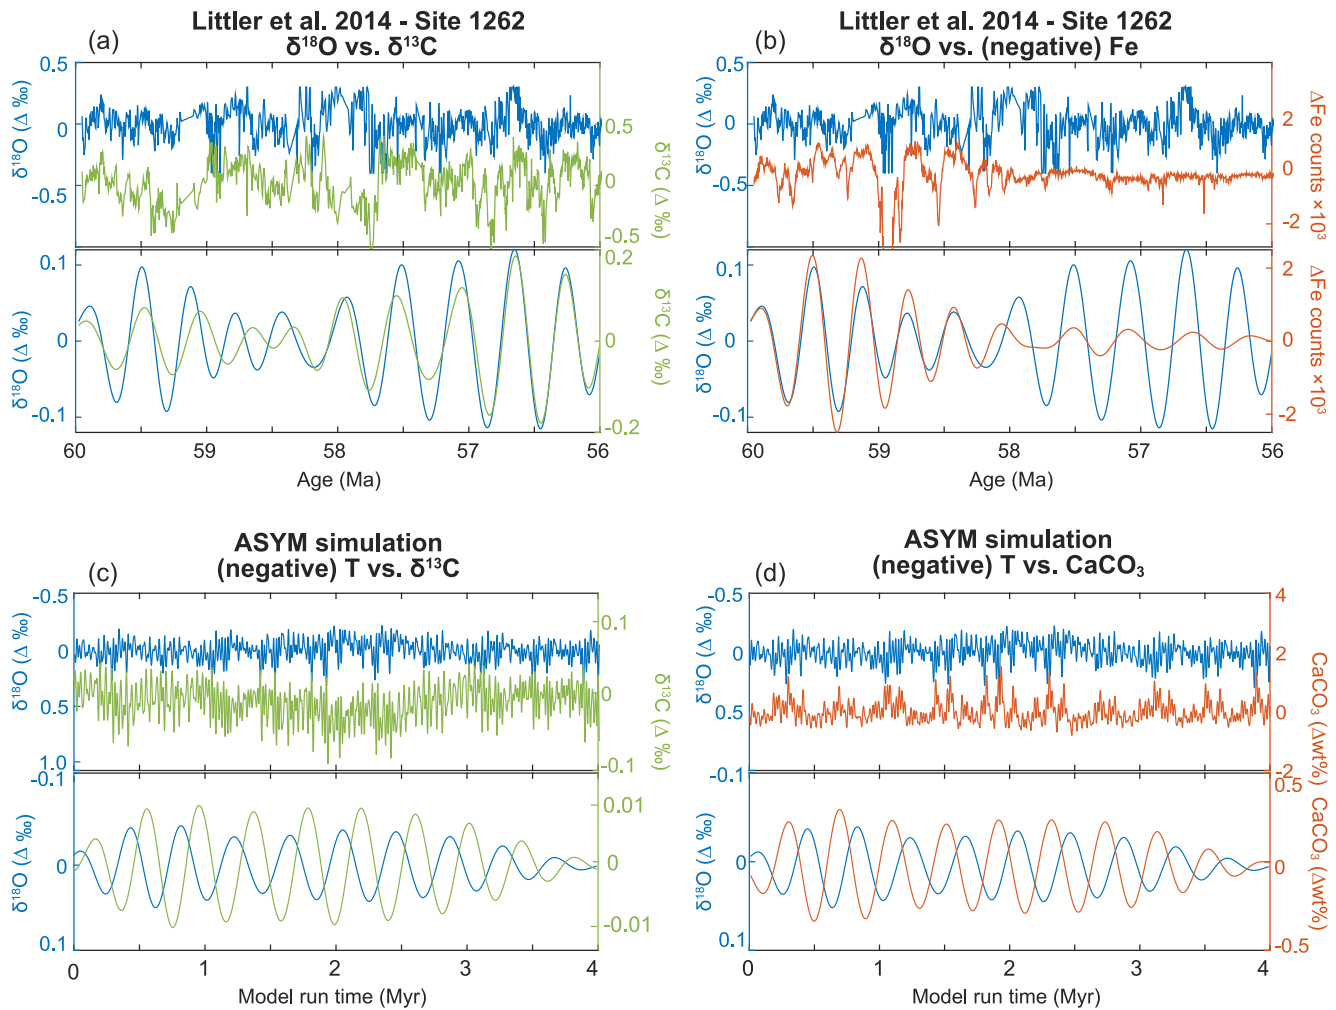 Littler et al. 2014 - Site 1262
(a) δ¹⁸O vs. δ¹³C
0.5
0
-0.5
δ¹⁸O (Δ ‰)
0.5
0
-0.5
δ¹³C (Δ ‰)
0.1
0
-0.1
δ¹⁸O (Δ ‰)
0.2
0
-0.2
δ¹³C (Δ ‰)
60 59 58 57 56
Age (Ma)
Littler et al. 2014 - Site 1262
(b) δ¹⁸O vs. (negative) Fe
0.5
0
-0.5
δ¹⁸O (Δ ‰)
2
0
-2
ΔFe counts ×10³
0.1
0
-0.1
δ¹⁸O (Δ ‰)
2
0
-2
ΔFe counts ×10³
60 59 58 57 56
Age (Ma)
ASYM simulation
(c) (negative) T vs. δ¹³C
-0.5
0
0.5
1.0
δ¹⁸O (Δ ‰)
0.1
0
-0.1
δ¹³C (Δ ‰)
-0.1
0
0.1
δ¹⁸O (Δ ‰)
0.01
0
-0.01
0 1 2 3 4
Model run time (Myr)
ASYM simulation
(d) (negative) T vs. CaCO₃
-0.5
0
0.5
δ¹⁸O (Δ ‰)
4
2
0
-2
CaCO₃ (Δwt%)
-0.1
0
0.1
δ¹⁸O (Δ ‰)
0.5
0
-0.5
CaCO₃ (Δwt%)
0 1 2 3 4
Model run time (Myr)